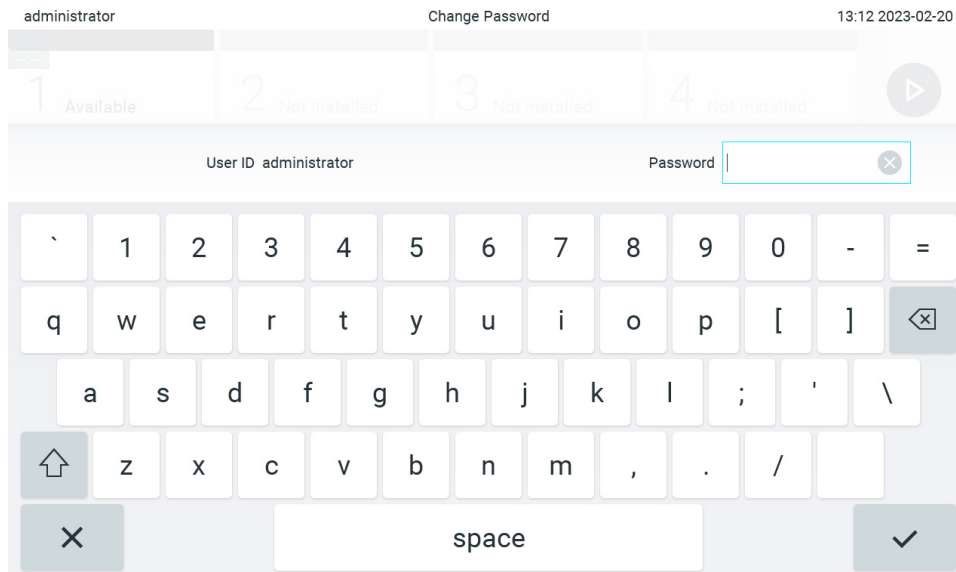 administrator Change Password 13:12 2023-02-20
1 Available 2 Not installed 3 Not installed 4 Not installed
User ID administrator Password
` 1 2 3 4 5 6 7 8 9 0 - =
q w e r t y u i o p [ ]
a s d f g h j k l ; ' \
z x c v b n m , . /
space